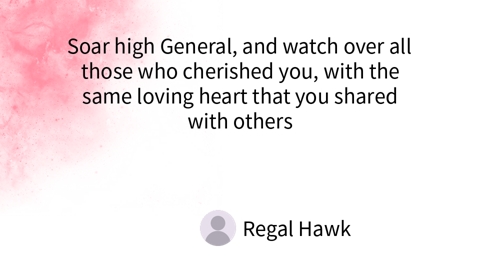 Soar high General, and watch over all
those who cherished you, with the
same loving heart that you shared
with others
Regal Hawk